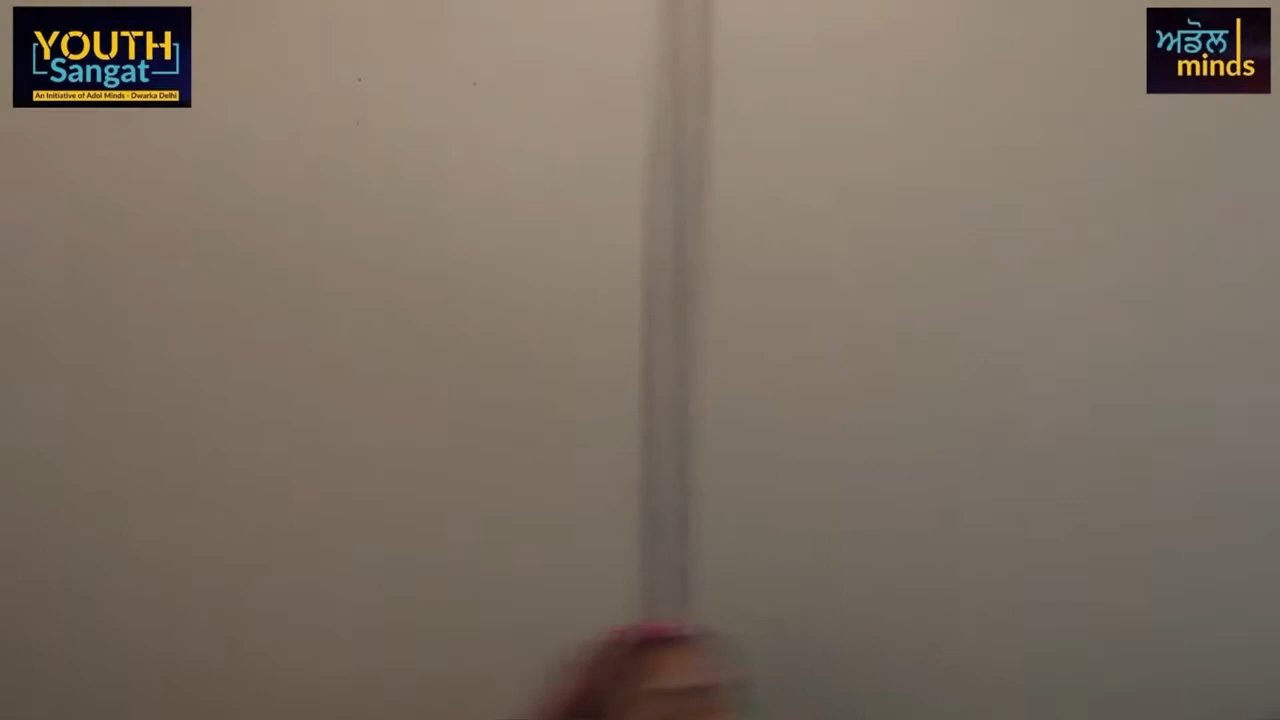 YOUTH
Sangat
An Initiative of Adol Minds - Dwarka Delhi
ਅਡੋਲ
minds